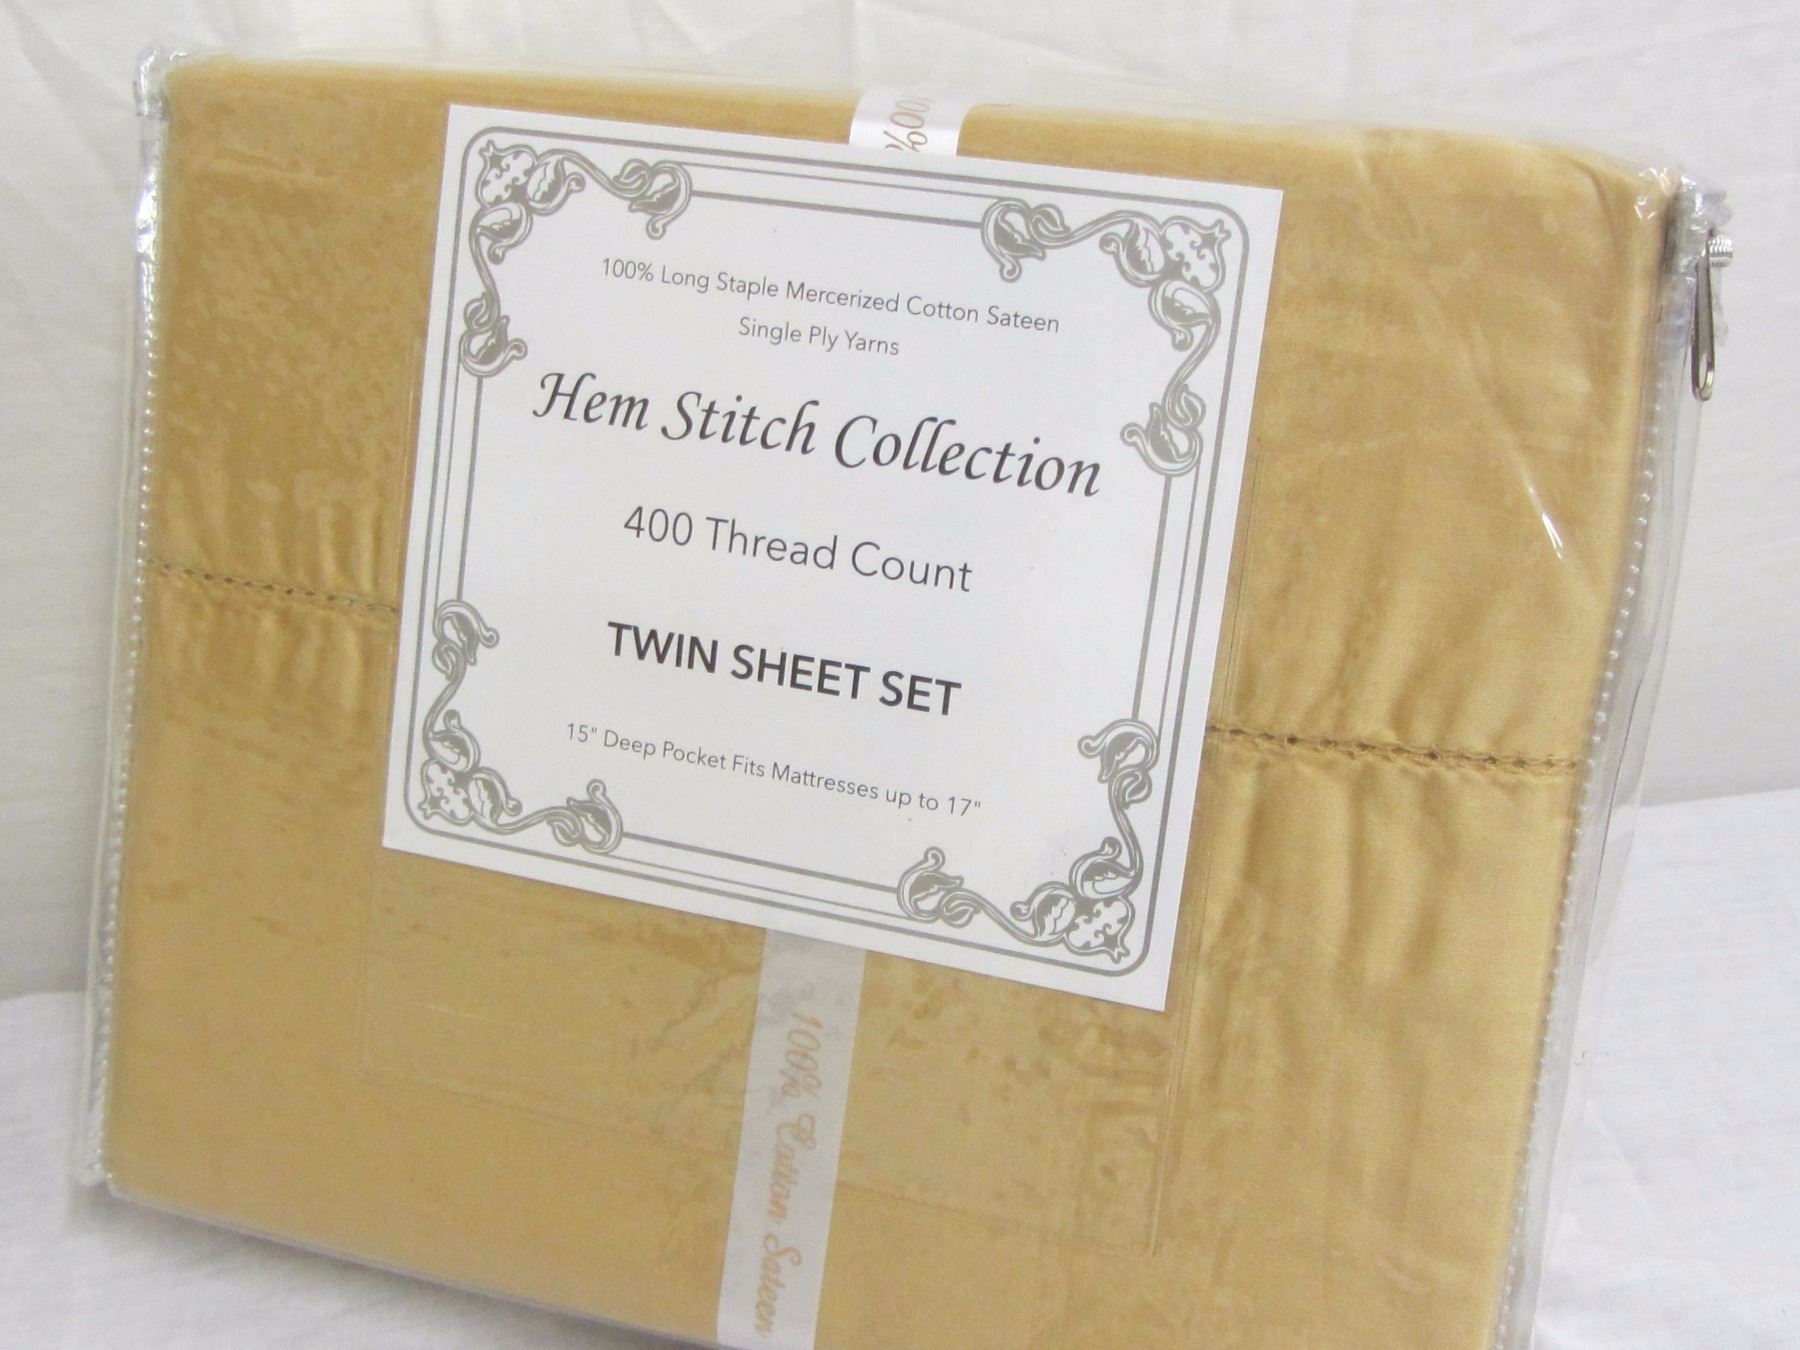 100%
100% Long Staple Mercerized Cotton Sateen
Single Ply Yarns
Hem Stitch Collection
400 Thread Count
TWIN SHEET SET
15" Deep Pocket Fits Mattresses up to 17"
100% Cotton Sateen